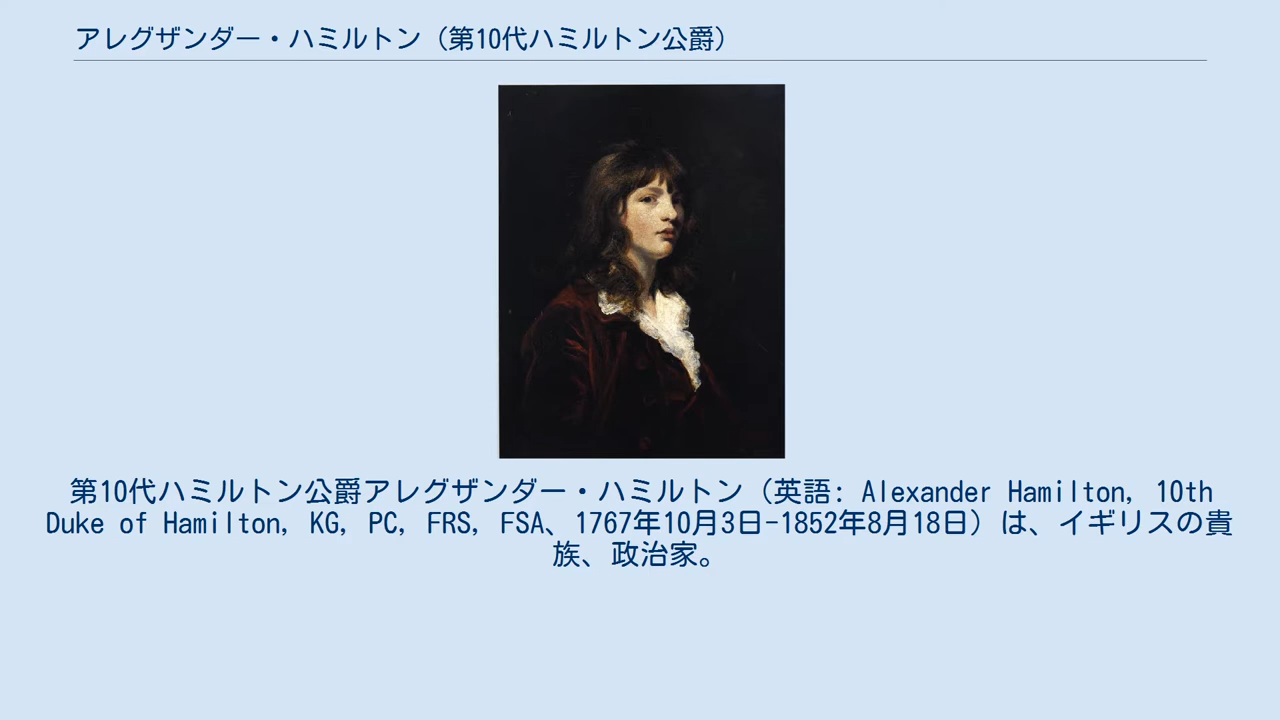 アレグザンダー・ハミルトン（第10代ハミルトン公爵）
第10代ハミルトン公爵アレグザンダー・ハミルトン（英語: Alexander Hamilton, 10th
Duke of Hamilton, KG, PC, FRS, FSA、1767年10月3日-1852年8月18日）は、イギリスの貴
族、政治家。